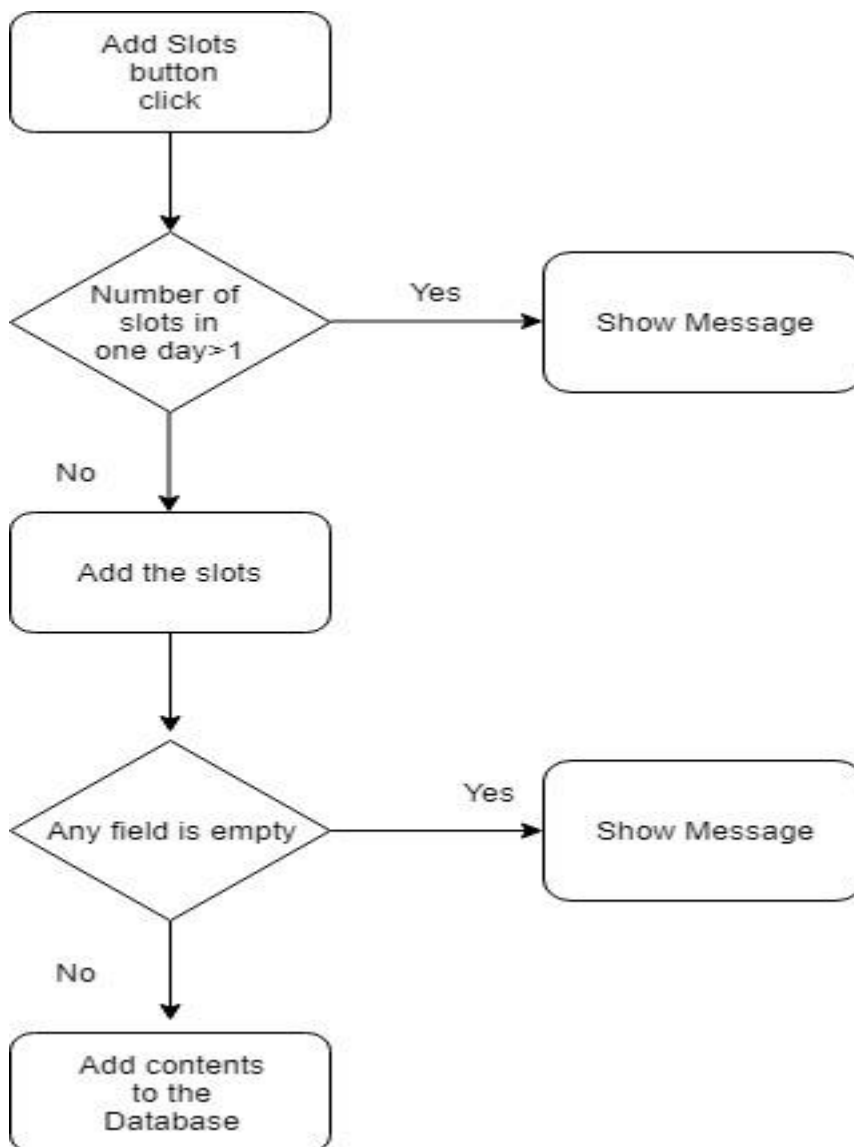 Add Slots
button
click
Number of
slots in
one day>1
Yes
Show Message
No
Add the slots
Any field is empty
Yes
Show Message
No
Add contents
to the
Database